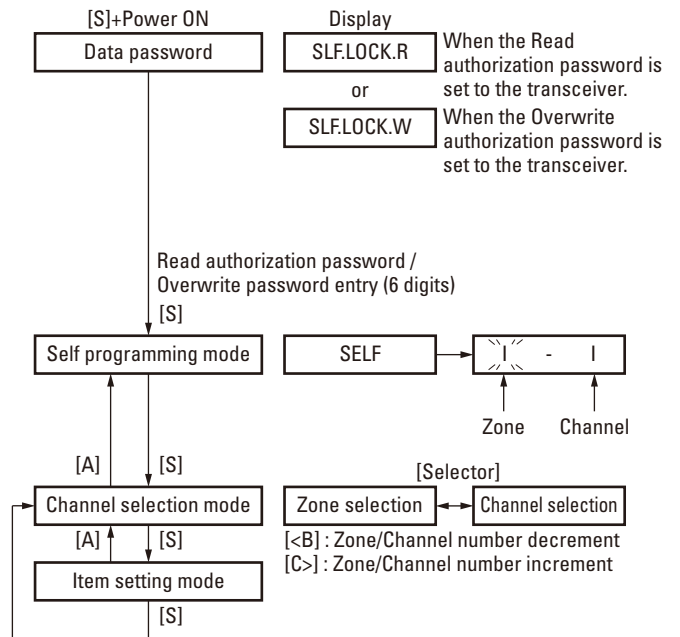 [S]+Power ON
Display
Data password
SLF.LOCK.R
When the Read
authorization password is
set to the transceiver.
or
SLF.LOCK.W
When the Overwrite
authorization password is
set to the transceiver.
Read authorization password /
Overwrite password entry (6 digits)
[S]
Self programming mode
SELF
1 - 1
Zone
Channel
[A]
[S]
[Selector]
Channel selection mode
Zone selection
Channel selection
[A]
[S]
[<B] : Zone/Channel number decrement
[C>] : Zone/Channel number increment
Item setting mode
[S]